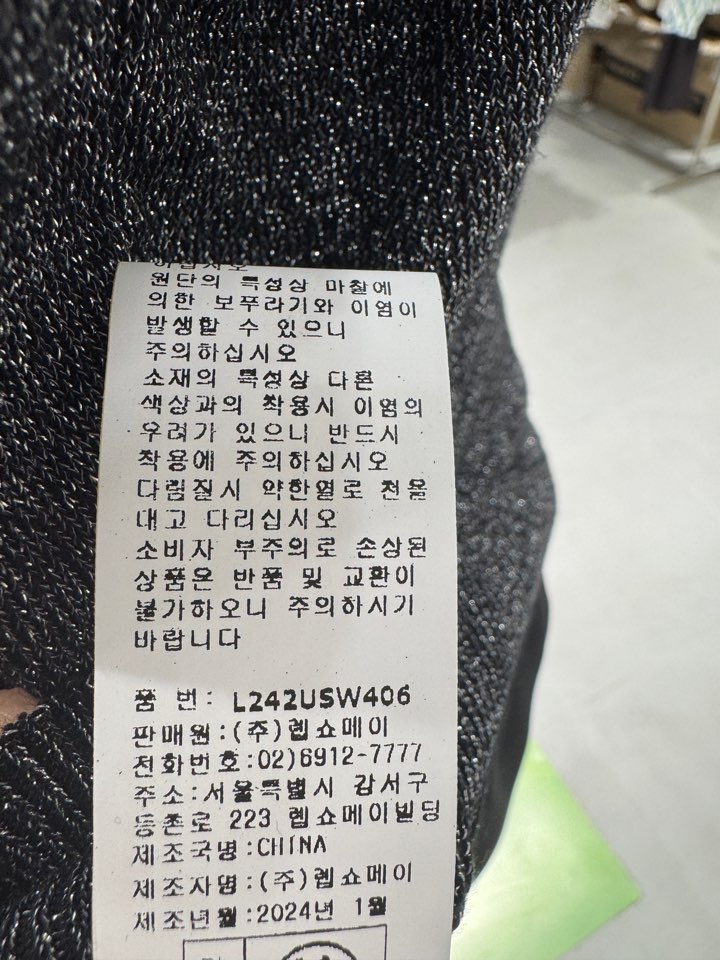 원단의 특성상 마찰에
의한 보푸라기와 이염이
발생할 수 있으니
주의하십시오
소재의 특성상 다른
색상과의 착용시 이염의
우려가 있으니 반드시
착용에 주의하십시오
다림질시 약한열로 천을
대고 다리십시오
소비자 부주의로 손상된
상품은 반품 및 교환이
불가하오니 주의하시기
바랍니다
품 번: L242USW406
판매원:(주)렙쇼메이
전화번호:02)6912-7777
주소:서울특별시 강서구
등촌로 223 렙쇼메이빌딩
제조국명:CHINA
제조자명:(주)렙쇼메이
제조년월:2024년 1월